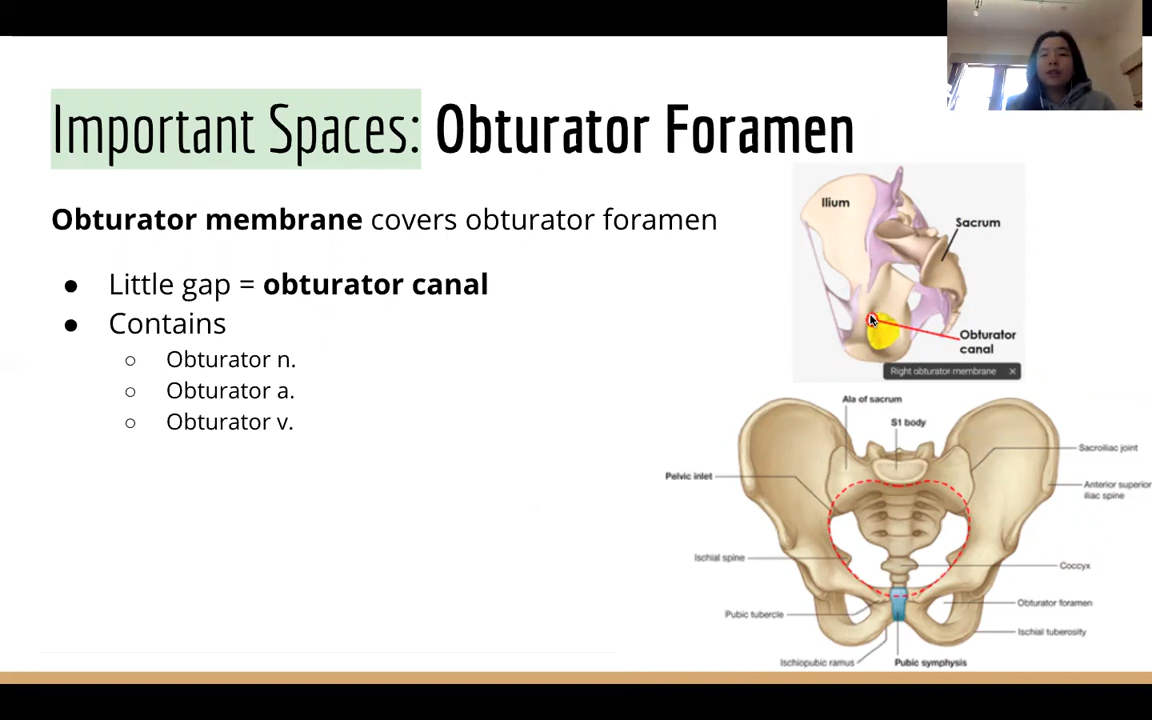 Important Spaces: Obturator Foramen
Obturator membrane covers obturator foramen
● Little gap = obturator canal
● Contains
○ Obturator n.
○ Obturator a.
○ Obturator v.
Ilium
Sacrum
Obturator
canal
Right obturator membrane ×
Ala of sacrum
S1 body
Sacroiliac joint
Pelvic inlet
Anterior superior
iliac spine
Ischial spine
Coccyx
Obturator foramen
Pubic tubercle
Ischial tuberosity
Ischiopubic ramus
Pubic symphysis